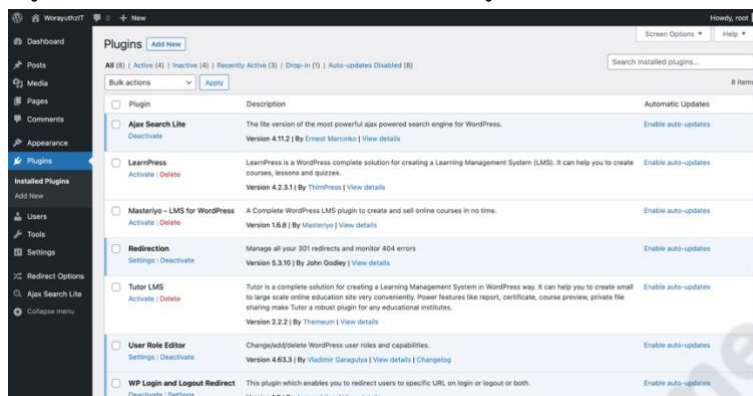 WorayuthzIT 0 + New Howdy, root
Dashboard
Posts
Media
Pages
Comments
Appearance
Plugins
Installed Plugins
Add New
Users
Tools
Settings
Redirect Options
Ajax Search Lite
Collapse menu
Screen Options ▼ Help ▼
Plugins Add New
All (8) | Active (4) | Inactive (4) | Recently Active (3) | Drop-in (1) | Auto-updates Disabled (8)
Search installed plugins...
Bulk actions Apply 8 items
Plugin Description Automatic Updates
Ajax Search Lite The lite version of the most powerful ajax powered search engine for WordPress. Enable auto-updates
Deactivate Version 4.11.2 | By Ernest Marcinko | View details
LearnPress LearnPress is a WordPress complete solution for creating a Learning Management System (LMS). It can help you to create Enable auto-updates
Activate | Delete courses, lessons and quizzes.
Version 4.2.3.1 | By ThimPress | View details
Masteriyo - LMS for WordPress A Complete WordPress LMS plugin to create and sell online courses in no time. Enable auto-updates
Activate | Delete Version 1.6.8 | By Masteriyo | View details
Redirection Manage all your 301 redirects and monitor 404 errors Enable auto-updates
Settings | Deactivate Version 5.3.10 | By John Godley | View details
Tutor LMS Tutor is a complete solution for creating a Learning Management System in WordPress way. It can help you to create small Enable auto-updates
Activate | Delete to large scale online education site very conveniently. Power features like report, certificate, course preview, private file
sharing make Tutor a robust plugin for any educational institutes.
Version 2.2.2 | By Themeum | View details
User Role Editor Change/add/delete WordPress user roles and capabilities. Enable auto-updates
Settings | Deactivate Version 4.63.3 | By Vladimir Garagulya | View details | Changelog
WP Login and Logout Redirect This plugin which enables you to redirect users to specific URL on login or logout or both. Enable auto-updates
Deactivate | Settings